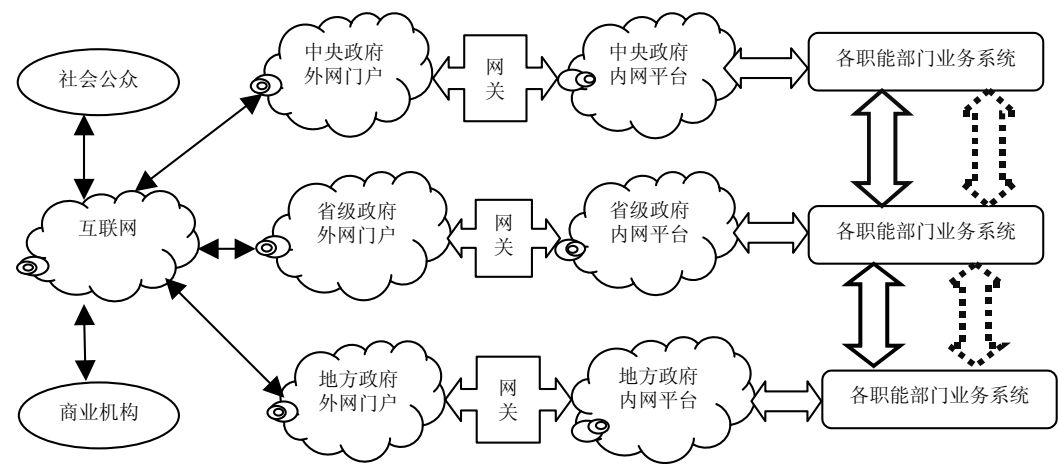 社会公众
互联网
商业机构
中央政府
外网门户
网
关
中央政府
内网平台
各职能部门业务系统
省级政府
外网门户
网
关
省级政府
内网平台
各职能部门业务系统
地方政府
外网门户
网
关
地方政府
内网平台
各职能部门业务系统